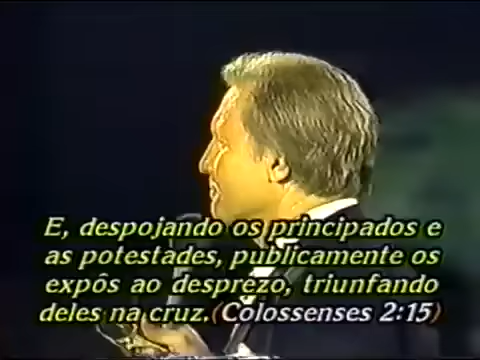 E, despojando os principados e
as potestades, publicamente os
expôs ao desprezo, triunfando
deles na cruz.(Colossenses 2:15)